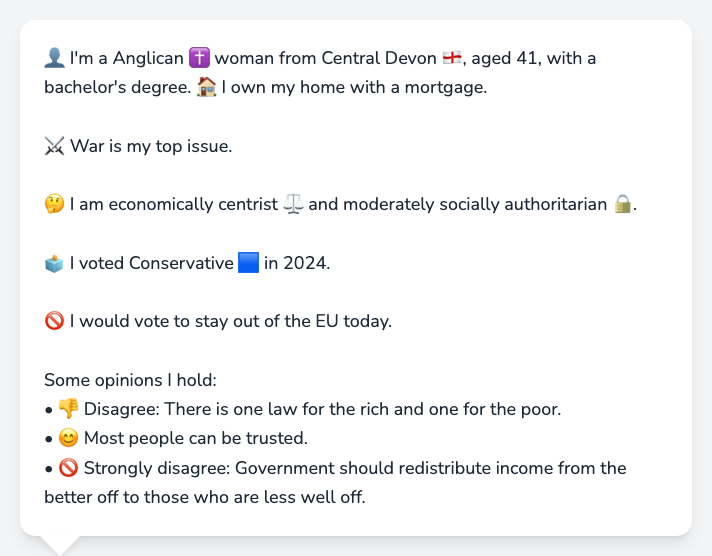 👤 I'm a Anglican ✝️ woman from Central Devon 🏴󠁧󠁢󠁥󠁮󠁧󠁿, aged 41, with a
bachelor's degree. 🏠 I own my home with a mortgage.
⚔️ War is my top issue.
🤔 I am economically centrist ⚖️ and moderately socially authoritarian 🔒.
🗳️ I voted Conservative 🟦 in 2024.
🚫 I would vote to stay out of the EU today.
Some opinions I hold:
• 👎 Disagree: There is one law for the rich and one for the poor.
• 😊 Most people can be trusted.
• 🚫 Strongly disagree: Government should redistribute income from the
better off to those who are less well off.